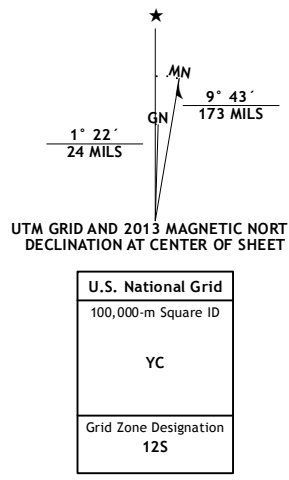 ★
MN
GN
9° 43´
173 MILS
1° 22´
24 MILS
UTM GRID AND 2013 MAGNETIC NORT
DECLINATION AT CENTER OF SHEET
U.S. National Grid
100,000-m Square ID
YC
Grid Zone Designation
12S